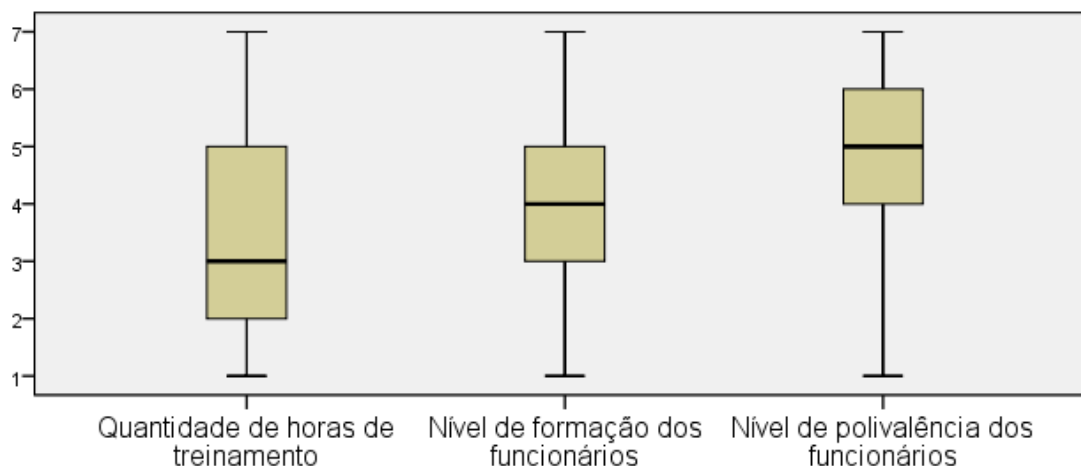 7
6
5
4
3
2
1
Quantidade de horas de
treinamento
Nível de formação dos
funcionários
Nível de polivalência dos
funcionários